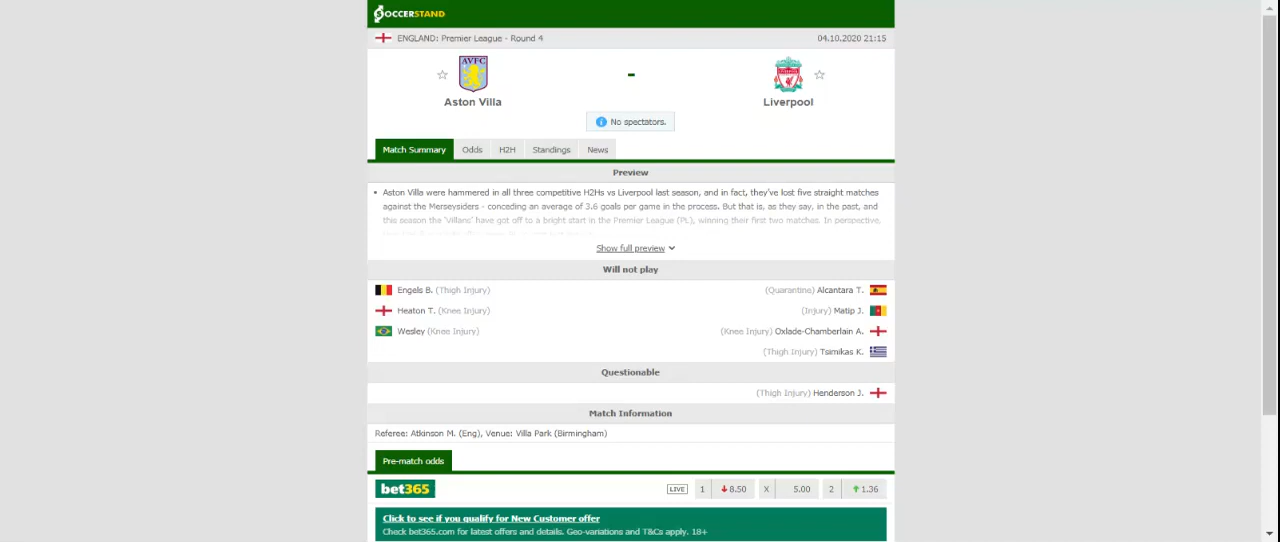 SOCCERSTAND
ENGLAND: Premier League - Round 4 04.10.2020 21:15
AVFC
-
Aston Villa Liverpool
No spectators.
Match Summary Odds H2H Standings News
Preview
• Aston Villa were hammered in all three competitive H2Hs vs Liverpool last season, and in fact, they've lost five straight matches
against the Merseysiders - conceding an average of 3.6 goals per game in the process. But that is, as they say, in the past, and
this season the 'Villans' have got off to a bright start in the Premier League (PL), winning their first two matches. In perspective,
Show full preview
Will not play
Engels B. (Thigh Injury) (Quarantine) Alcantara T.
Heaton T. (Knee Injury) (Injury) Matip J.
Wesley (Knee Injury) (Knee Injury) Oxlade-Chamberlain A.
(Thigh Injury) Tsimikas K.
Questionable
(Thigh Injury) Henderson J.
Match Information
Referee: Atkinson M. (Eng), Venue: Villa Park (Birmingham)
Pre-match odds
bet365 LIVE 1 8.50 X 5.00 2 1.36
Click to see if you qualify for New Customer offer
Check bet365.com for latest offers and details. Geo-variations and T&Cs apply. 18+